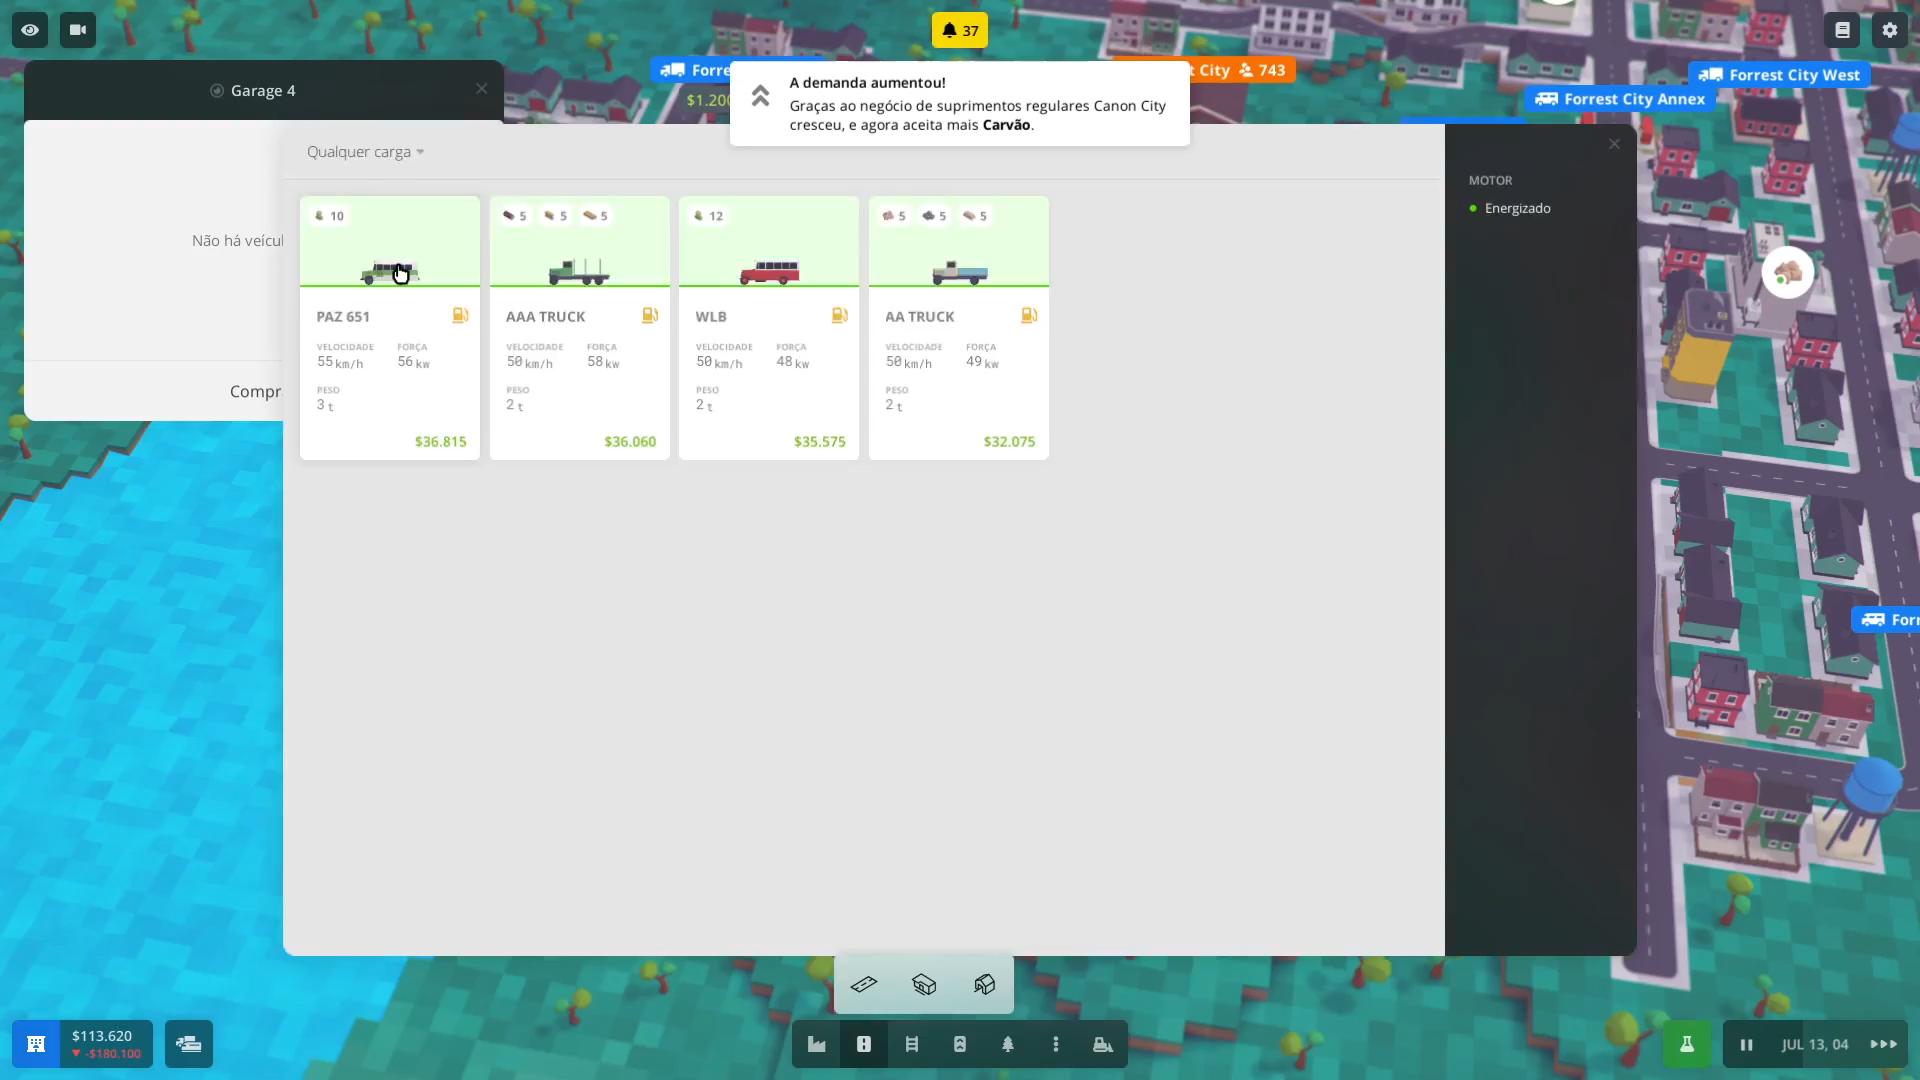 37
Garage 4
Forre
$1.200
A demanda aumentou!
Graças ao negócio de suprimentos regulares Canon City
cresceu, e agora aceita mais Carvão.
t City 743
Forrest City West
Forrest City Annex
Qualquer carga
MOTOR
Energizado
Não há veícul
Compr
10
5 5 5
12
5 5 5
PAZ 651
VELOCIDADE FORÇA
55 km/h 56 kw
PESO
3 t
$36.815
AAA TRUCK
VELOCIDADE FORÇA
50 km/h 58 kw
PESO
2 t
$36.060
WLB
VELOCIDADE FORÇA
50 km/h 48 kw
PESO
2 t
$35.575
AA TRUCK
VELOCIDADE FORÇA
50 km/h 49 kw
PESO
2 t
$32.075
Forr
$113.620
-$180.100
JUL 13, 04